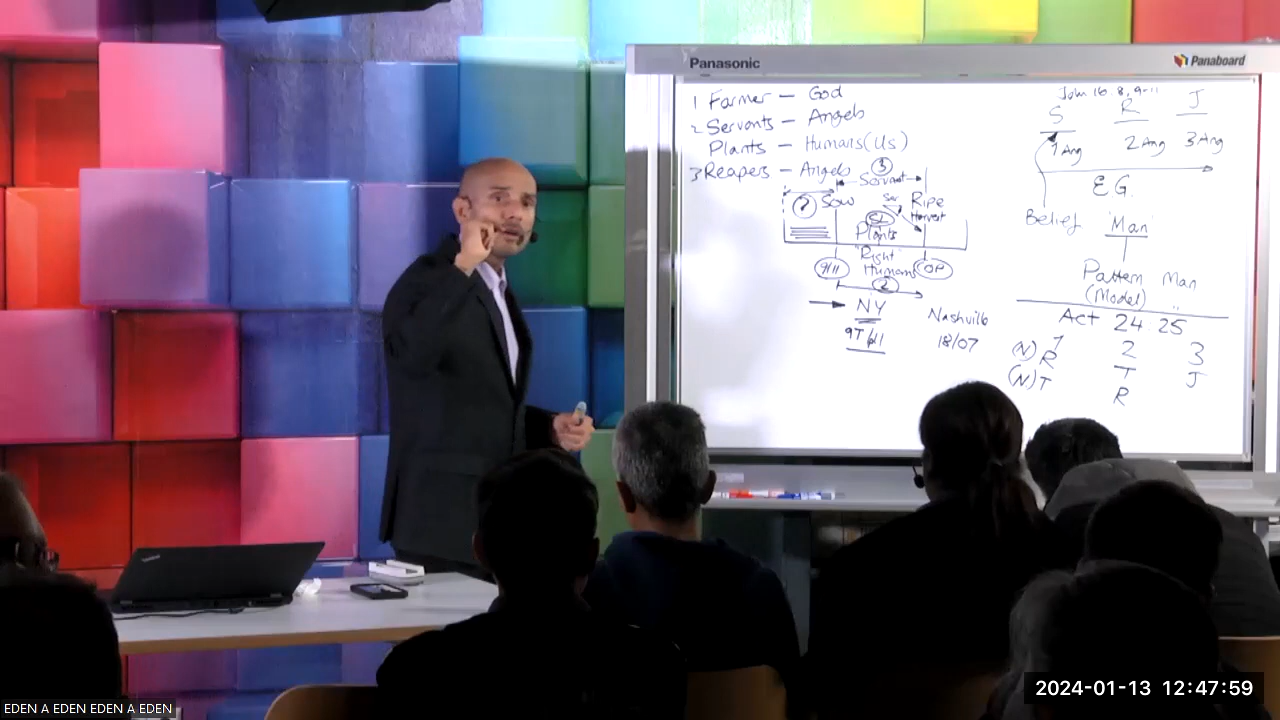 Panasonic
Panaboard
1 Farmer — God
2 Servants — Angels
Plants — Humans (Us)
3 Reapers — Angels
3
Servant
? Sow
Ripe
Harvest
Plants
"Right"
Humans
9/11
COP
2
NY
9T/11
Nashville
18/07
John 16:8, 9-11
S R J
1 Ang 2 Ang 3 Ang
E.G.
Belief 'Man'
Pattern Man
(Model)
Act 24:25
1 2 3
(N) R T J
(N) T R
EDEN A EDEN EDEN A EDEN
2024-01-13 12:47:59